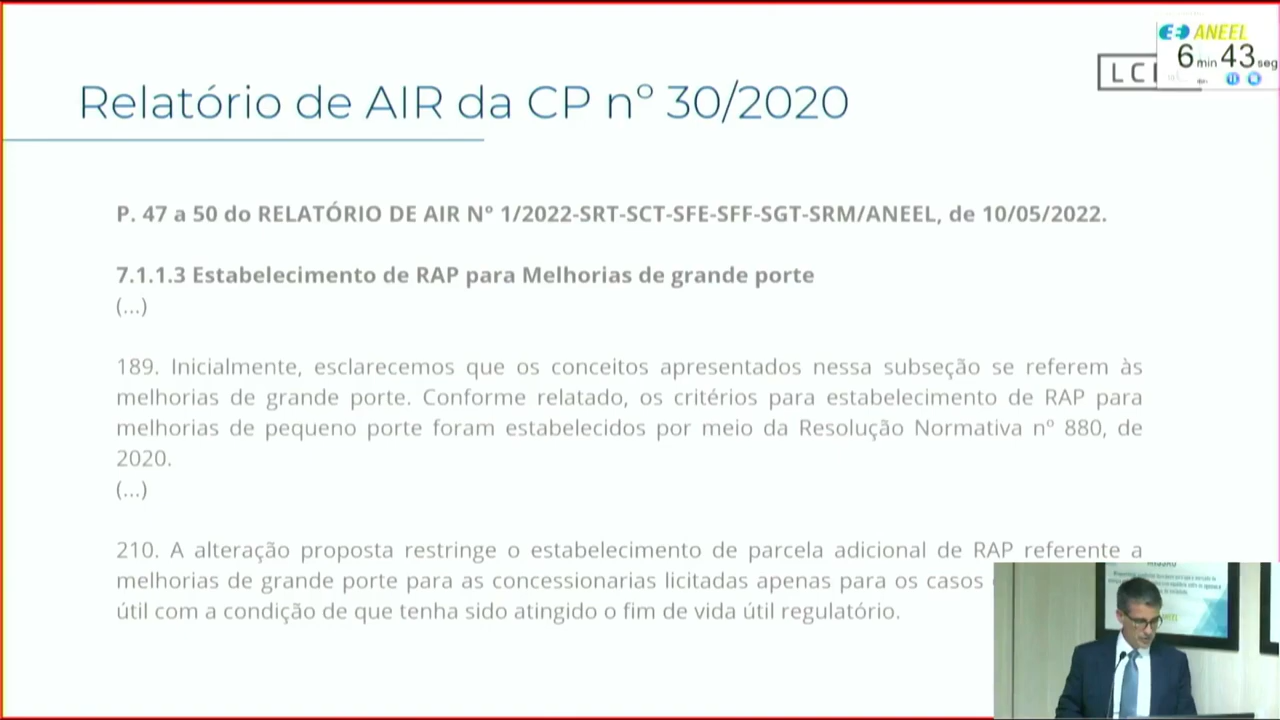 ANEEL
6 min 43 seg
LC
Relatório de AIR da CP nº 30/2020
P. 47 a 50 do RELATÓRIO DE AIR Nº 1/2022-SRT-SCT-SFE-SFF-SGT-SRM/ANEEL, de 10/05/2022.
7.1.1.3 Estabelecimento de RAP para Melhorias de grande porte
(...)
189. Inicialmente, esclarecemos que os conceitos apresentados nessa subseção se referem às
melhorias de grande porte. Conforme relatado, os critérios para estabelecimento de RAP para
melhorias de pequeno porte foram estabelecidos por meio da Resolução Normativa nº 880, de
2020.
(...)
210. A alteração proposta restringe o estabelecimento de parcela adicional de RAP referente a
melhorias de grande porte para as concessionarias licitadas apenas para os casos
útil com a condição de que tenha sido atingido o fim de vida útil regulatório.